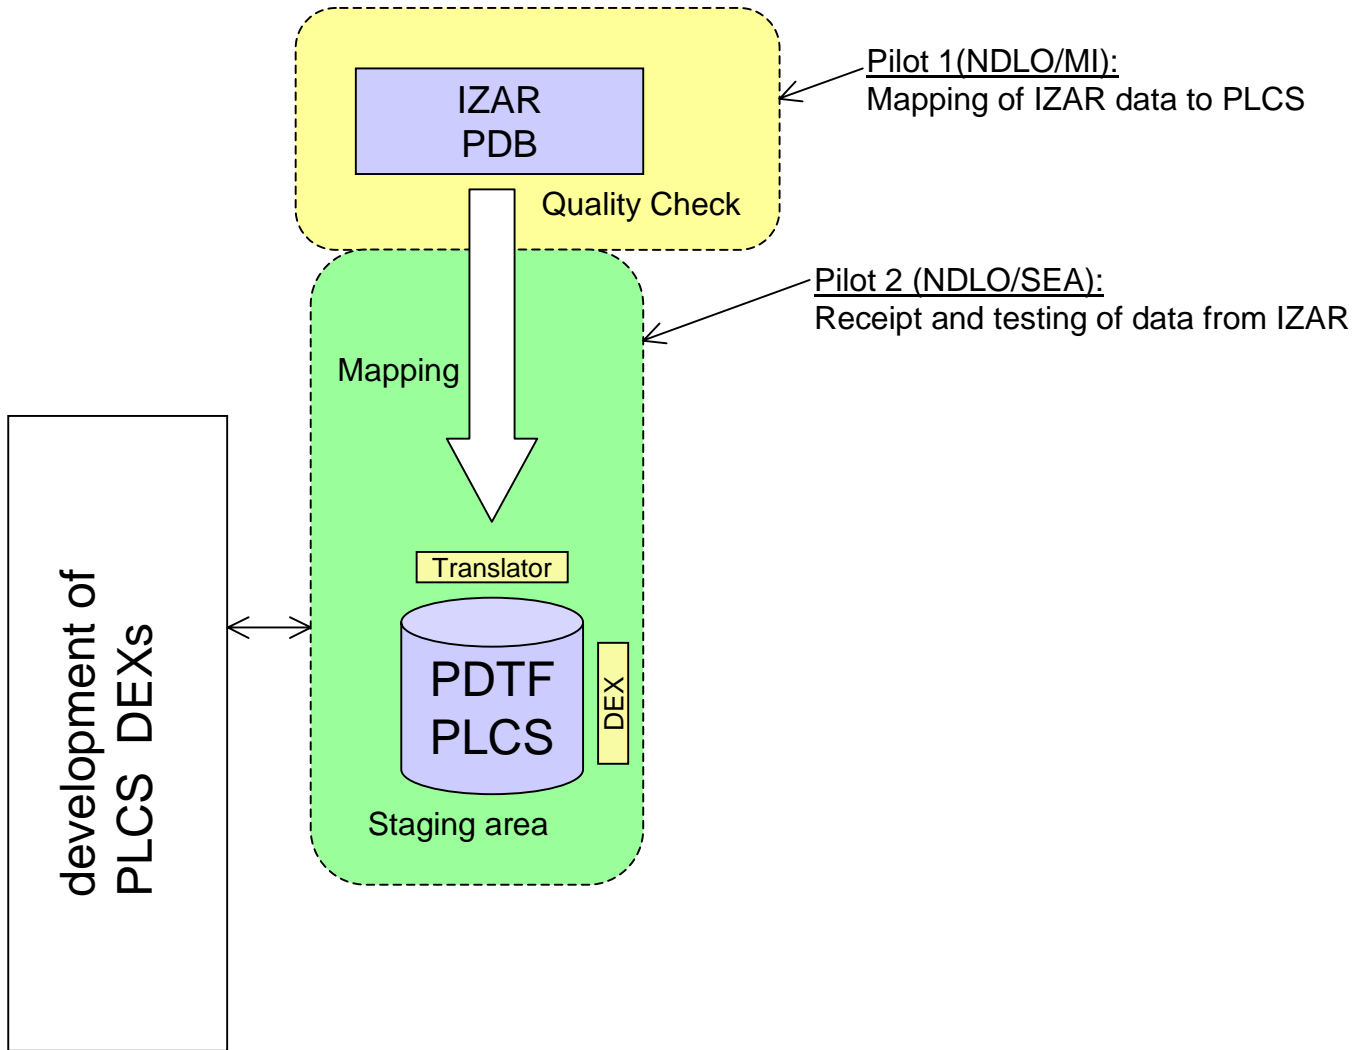 IZAR
PDB
Quality Check
Pilot 1(NDLO/MI):
Mapping of IZAR data to PLCS
Pilot 2 (NDLO/SEA):
Receipt and testing of data from IZAR
Mapping
Translator
PDTF
PLCS
DEX
Staging area
development of
PLCS DEXs